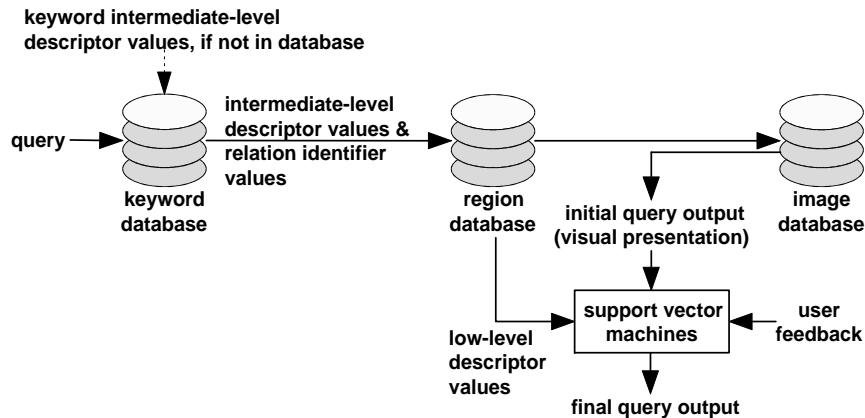 keyword intermediate-level
descriptor values, if not in database
query
intermediate-level
descriptor values &
relation identifier
values
keyword
database
region
database
image
database
initial query output
(visual presentation)
support vector
machines
user
feedback
low-level
descriptor
values
final query output